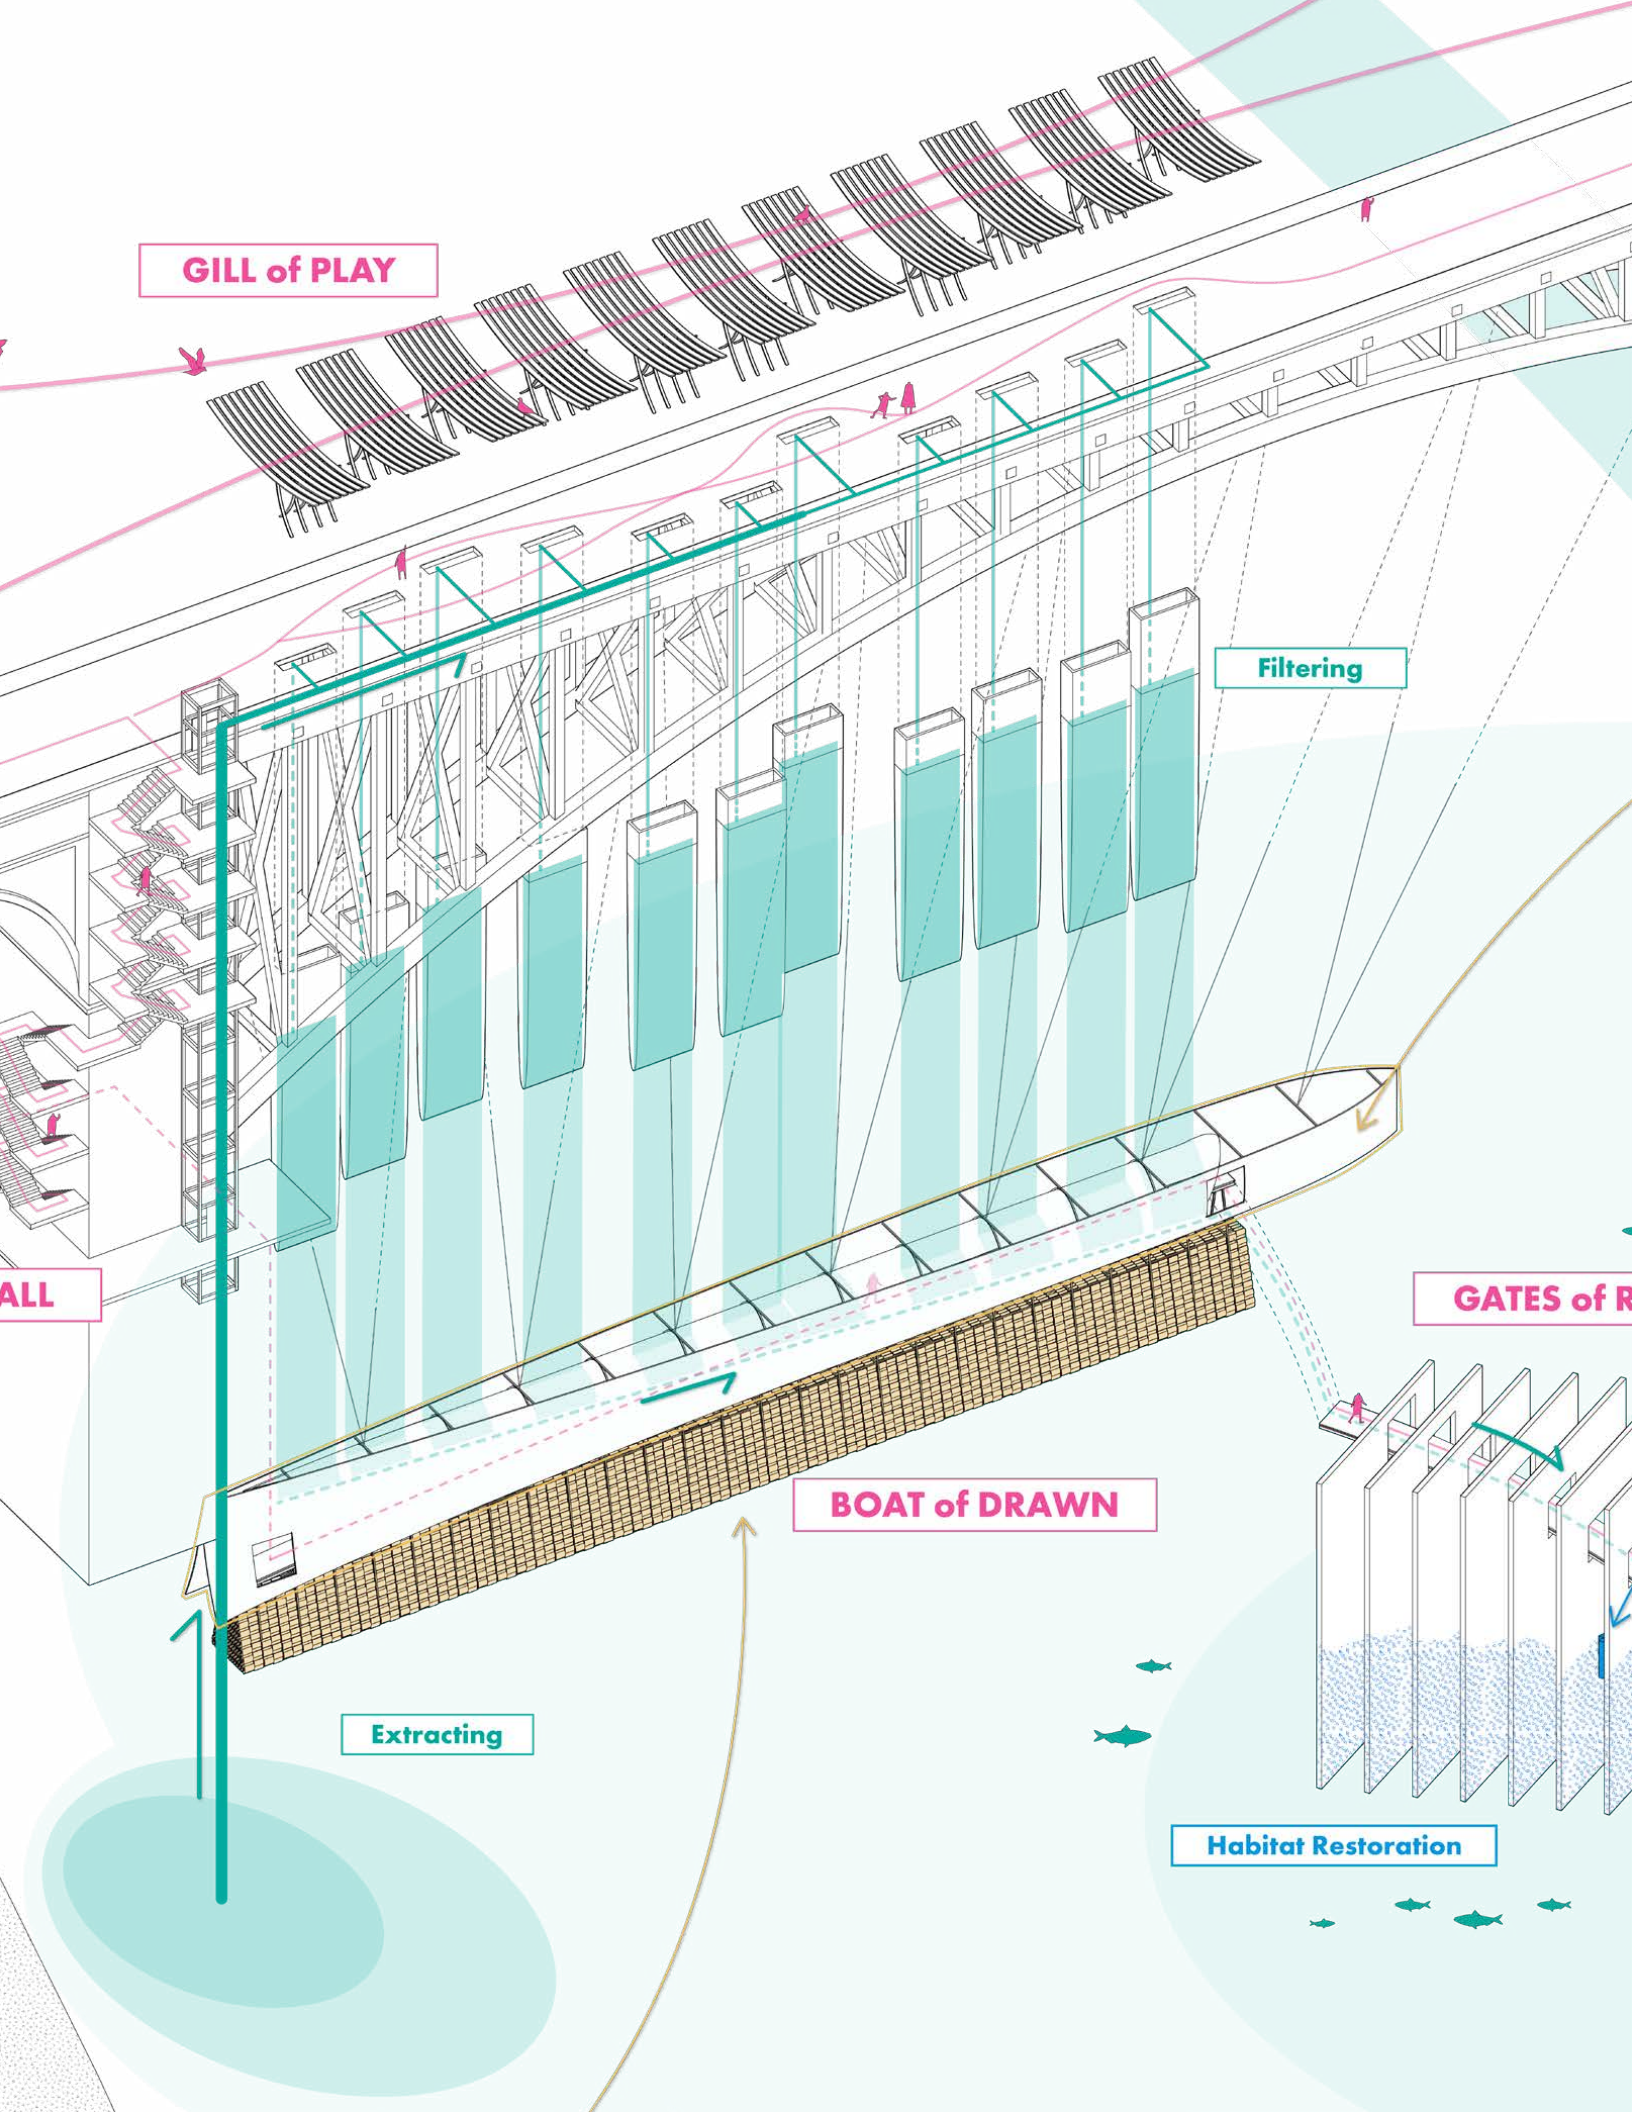 GILL of PLAY
Filtering
ALL
GATES of R
BOAT of DRAWN
Extracting
Habitat Restoration